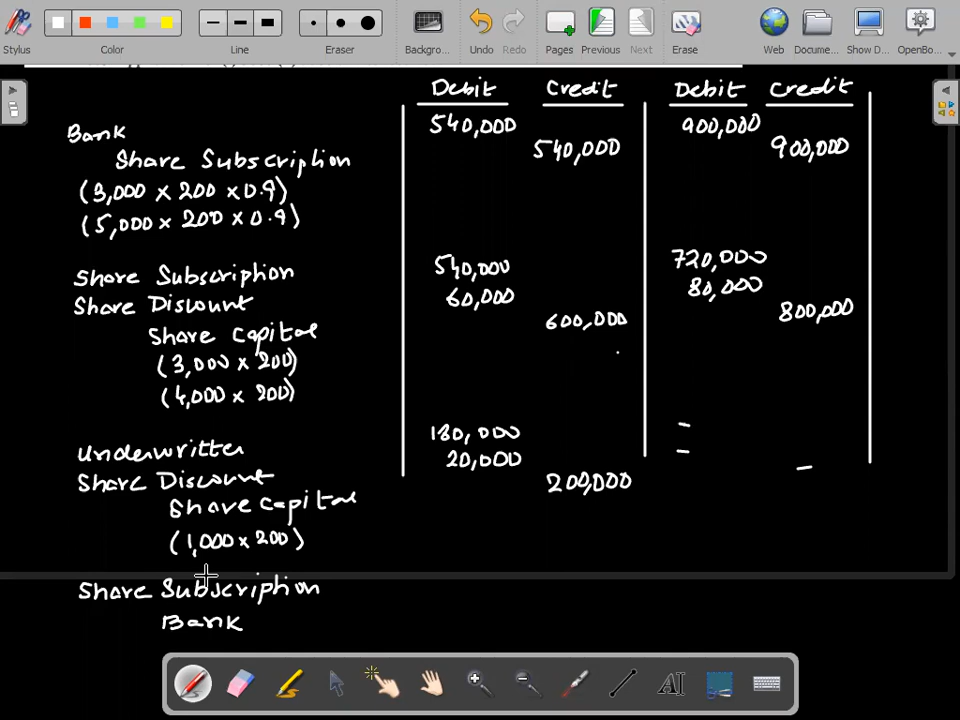 Stylus Color Line Eraser Backgro... Undo Redo Pages Previous Next Erase Web Docume... Show D... OpenBo...
Debit Credit Debit Credit
Bank 540,000 900,000
Share Subscription 540,000 900,000
(3,000 x 200 x 0.9)
(5,000 x 200 x 0.9)
Share Subscription 540,000 720,000
Share Discount 60,000 80,000
Share Capital 600,000 800,000
(3,000 x 200)
(4,000 x 200)
Underwritter 180,000 –
Share Discount 20,000 –
Share Capital 200,000 –
(1,000 x 200)
Share Subscription
Bank
AI